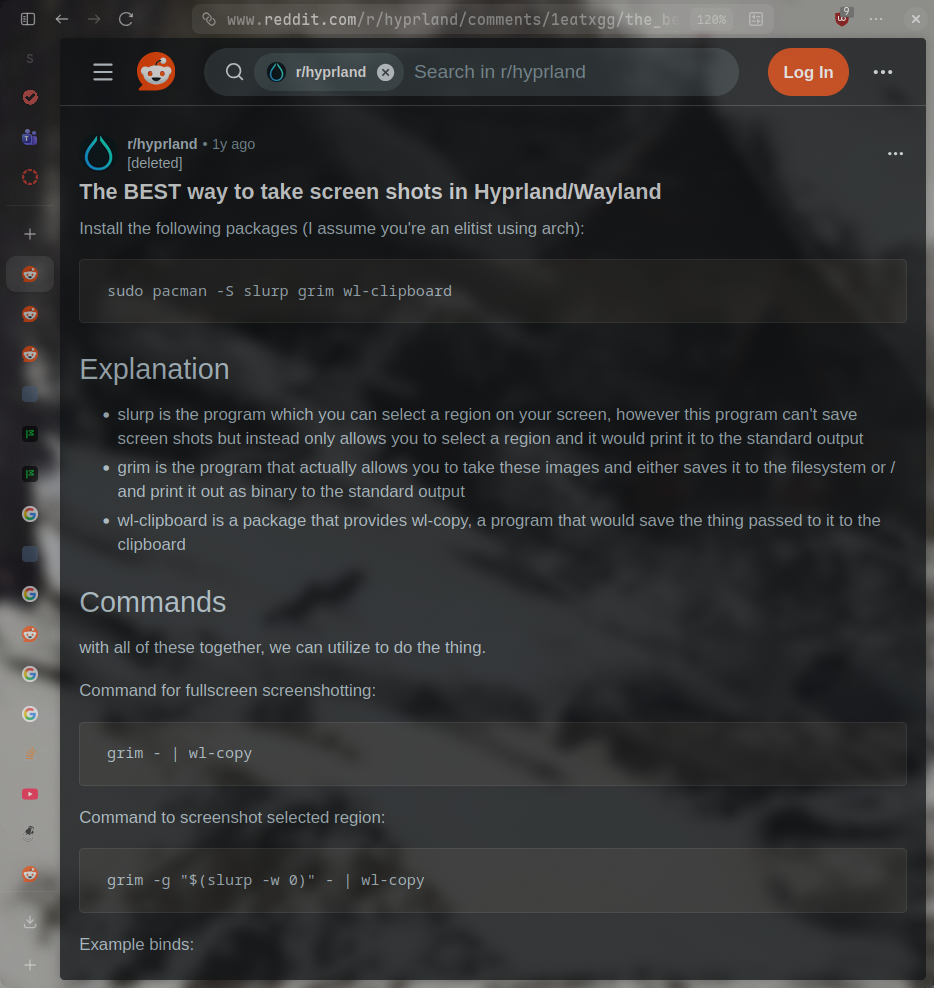 www.reddit.com/r/hyprland/comments/1eatxgg/the_be
120%
9
S
r/hyprland
Search in r/hyprland
Log In
r/hyprland • 1y ago
[deleted]
The BEST way to take screen shots in Hyprland/Wayland
Install the following packages (I assume you're an elitist using arch):
sudo pacman -S slurp grim wl-clipboard
Explanation
• slurp is the program which you can select a region on your screen, however this program can't save
screen shots but instead only allows you to select a region and it would print it to the standard output
• grim is the program that actually allows you to take these images and either saves it to the filesystem or /
and print it out as binary to the standard output
• wl-clipboard is a package that provides wl-copy, a program that would save the thing passed to it to the
clipboard
Commands
with all of these together, we can utilize to do the thing.
Command for fullscreen screenshotting:
grim - | wl-copy
Command to screenshot selected region:
grim -g "$(slurp -w 0)" - | wl-copy
Example binds: